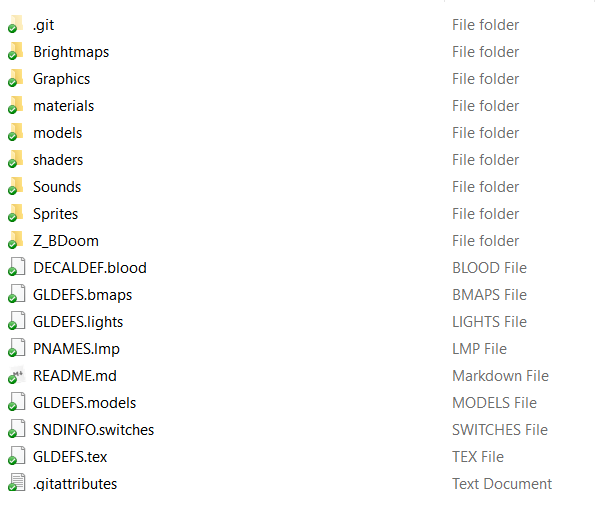 .git File folder
Brightmaps File folder
Graphics File folder
materials File folder
models File folder
shaders File folder
Sounds File folder
Sprites File folder
Z_BDoom File folder
DECALDEF.blood BLOOD File
GLDEFS.bmaps BMAPS File
GLDEFS.lights LIGHTS File
PNAMES.lmp LMP File
README.md Markdown File
GLDEFS.models MODELS File
SNDINFO.switches SWITCHES File
GLDEFS.tex TEX File
.gitattributes Text Document